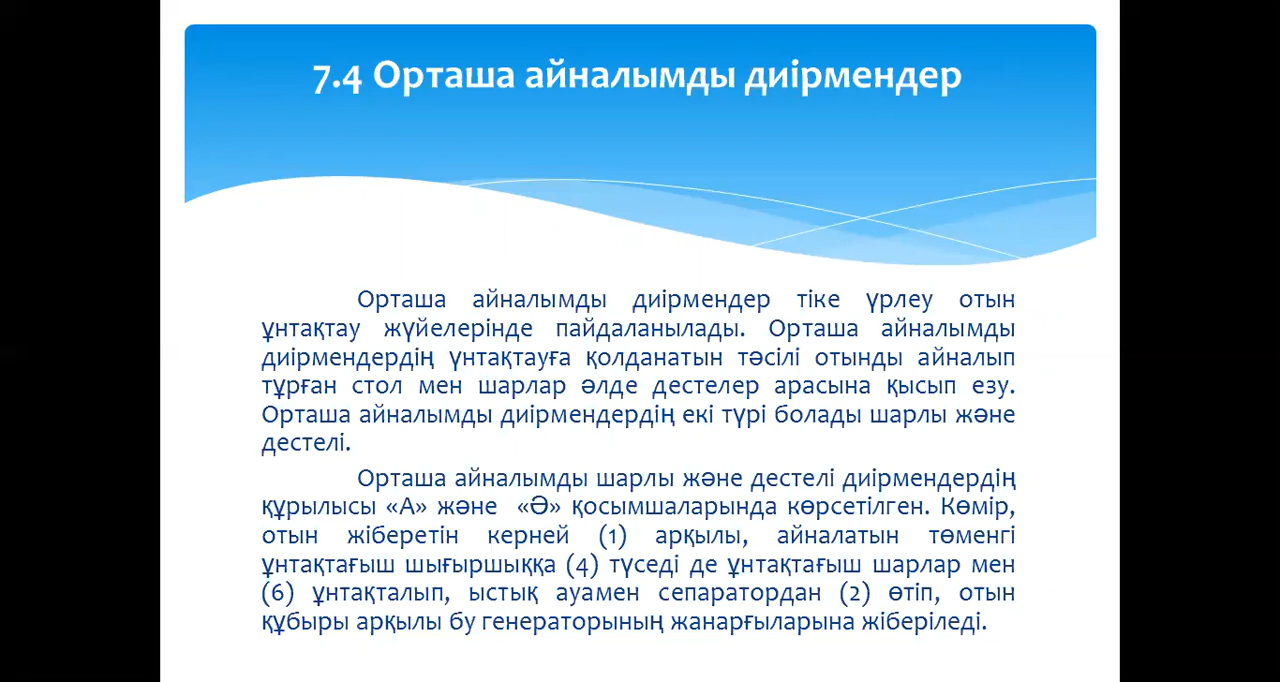 7.4 Орташа айналымды диірмендер
Орташа айналымды диірмендер тіке үрлеу отын
ұнтақтау жүйелерінде пайдаланылады. Орташа айналымды
диірмендердің үнтақтауға қолданатын тәсілі отынды айналып
тұрған стол мен шарлар әлде дестелер арасына қысып езу.
Орташа айналымды диірмендердің екі түрі болады шарлы және
дестелі.
Орташа айналымды шарлы және дестелі диірмендердің
құрылысы «А» және «Ә» қосымшаларында көрсетілген. Көмір,
отын жіберетін керней (1) арқылы, айналатын төменгі
ұнтақтағыш шығыршыққа (4) түседі де ұнтақтағыш шарлар мен
(6) ұнтақталып, ыстық ауамен сепаратордан (2) өтіп, отын
құбыры арқылы бу генераторының жанарғыларына жіберіледі.